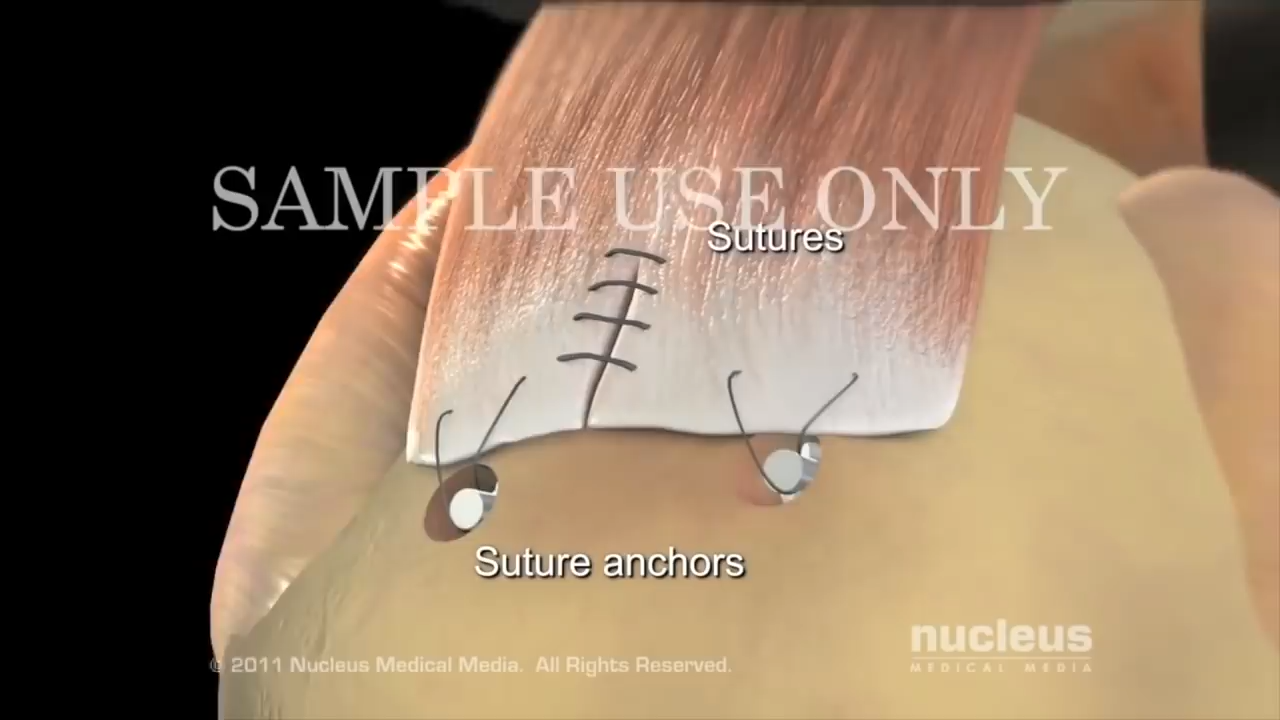 SAMPLE USE ONLY
Sutures
Suture anchors
nucleus
MEDICAL MEDIA
© 2011 Nucleus Medical Media. All Rights Reserved.